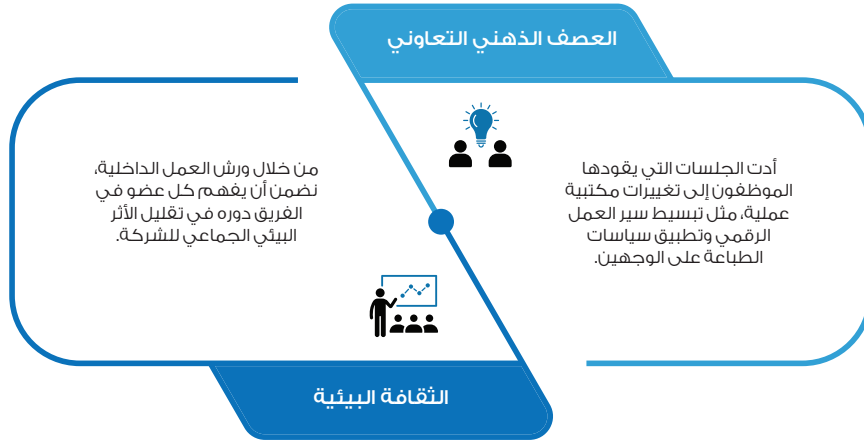 العصف الذهني التعاوني
أدت الجلسات التي يقودها
الموظفون إلى تغييرات مكتبية
عملية، مثل تبسيط سير العمل
الرقمي وتطبيق سياسات
الطباعة على الوجهين.
من خلال ورش العمل الداخلية،
نضمن أن يفهم كل عضو في
الفريق دوره في تقليل الأثر
البيئي الجماعي للشركة.
الثقافة البيئية